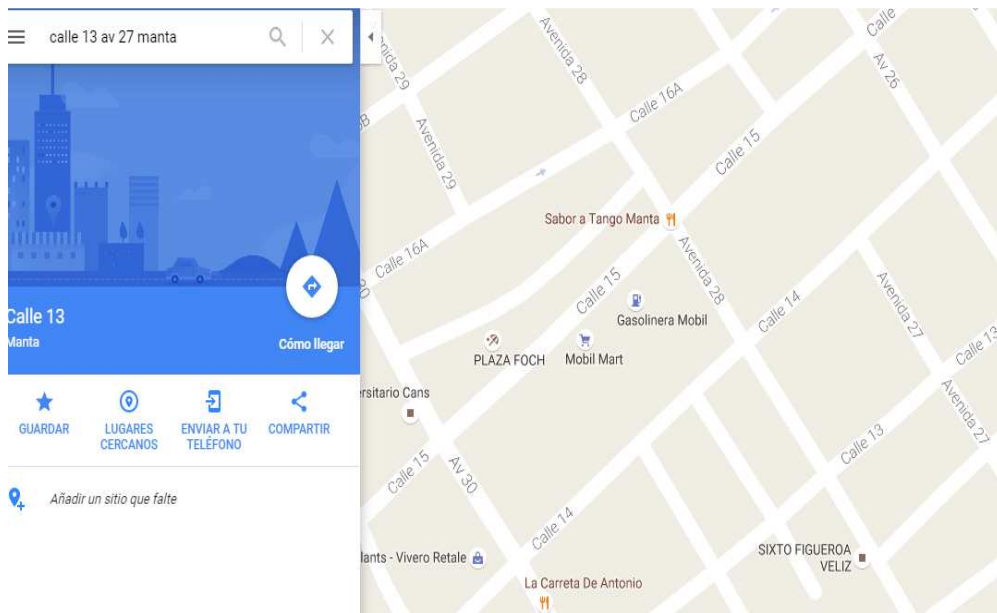 calle 13 av 27 manta
Calle 13
Manta
Cómo llegar
GUARDAR
LUGARES
CERCANOS
ENVIAR A TU
TELÉFONO
COMPARTIR
Añadir un sitio que falte
Avenida 28
Calle
Av 26
Avenida 29
Calle 16A
Calle 15
Sabor a Tango Manta
Calle 16A
Avenida 28
Calle 15
Gasolinera Mobil
Calle 14
Avenida 27
PLAZA FOCH
Mobil Mart
Calle 13
ersitario Cans
Avenida 27
Calle 13
Calle 15
Av 30
Calle 14
lants - Vivero Retale
SIXTO FIGUEROA
VELIZ
La Carreta De Antonio